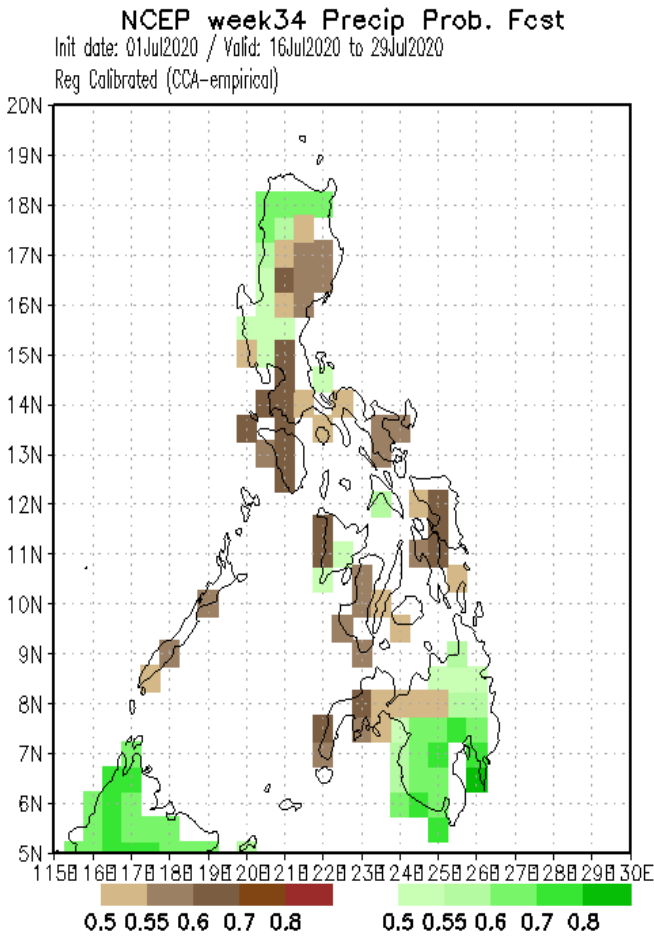 NCEP week34 Precip Prob. Fcst
Init date: 01Jul2020 / Valid: 16Jul2020 to 29Jul2020
Reg Calibrated (CCA-empirical)
20N
19N
18N
17N
16N
15N
14N
13N
12N
11N
10N
9N
8N
7N
6N
5N
115E 116E 117E 118E 119E 120E 121E 122E 123E 124E 125E 126E 127E 128E 129E 130E
0.5 0.55 0.6 0.7 0.8 0.5 0.55 0.6 0.7 0.8